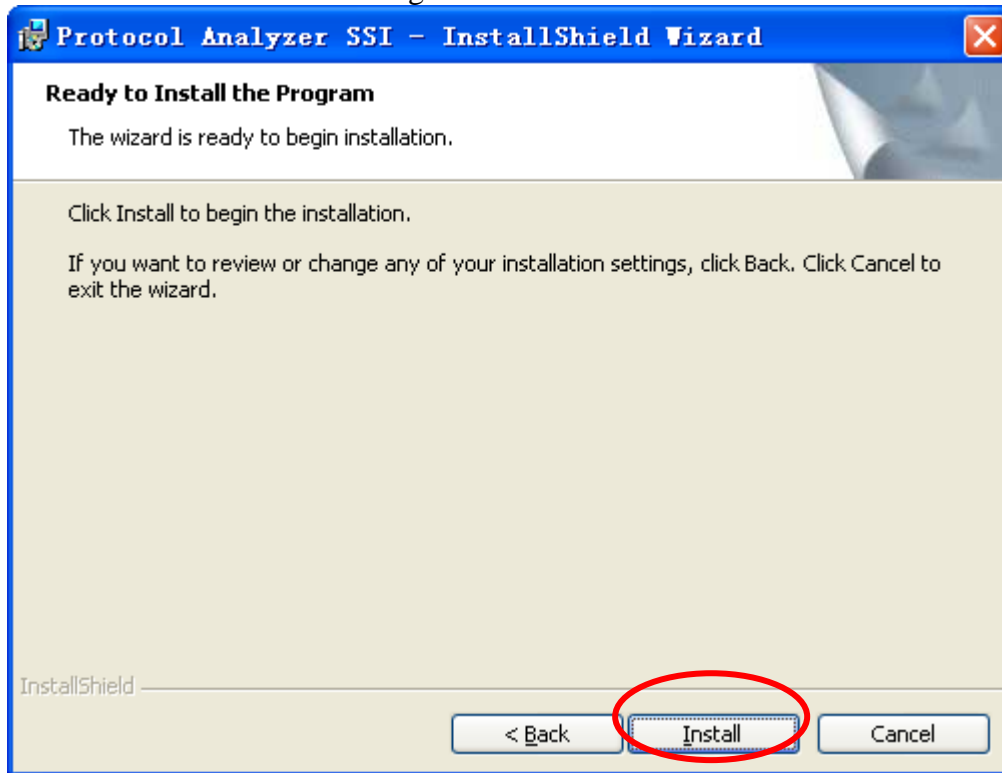 Protocol Analyzer SSI - InstallShield Wizard
Ready to Install the Program
The wizard is ready to begin installation.
Click Install to begin the installation.
If you want to review or change any of your installation settings, click Back. Click Cancel to
exit the wizard.
InstallShield
< Back Install Cancel